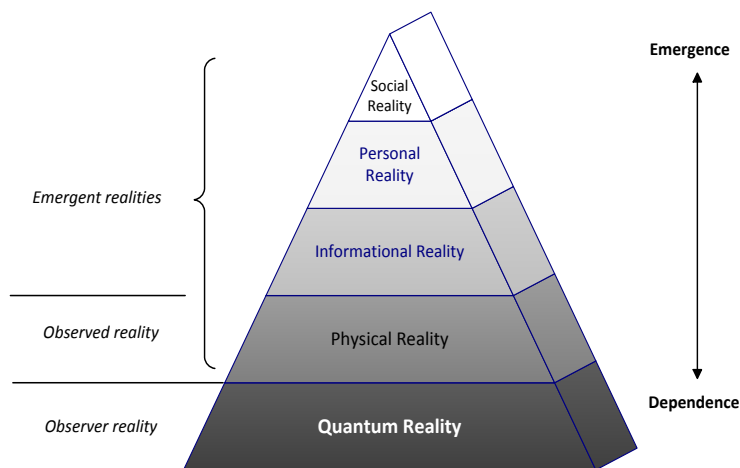 Emergence
Social
Reality
Personal
Reality
Emergent realities
Informational Reality
Observed reality
Physical Reality
Dependence
Observer reality
Quantum Reality